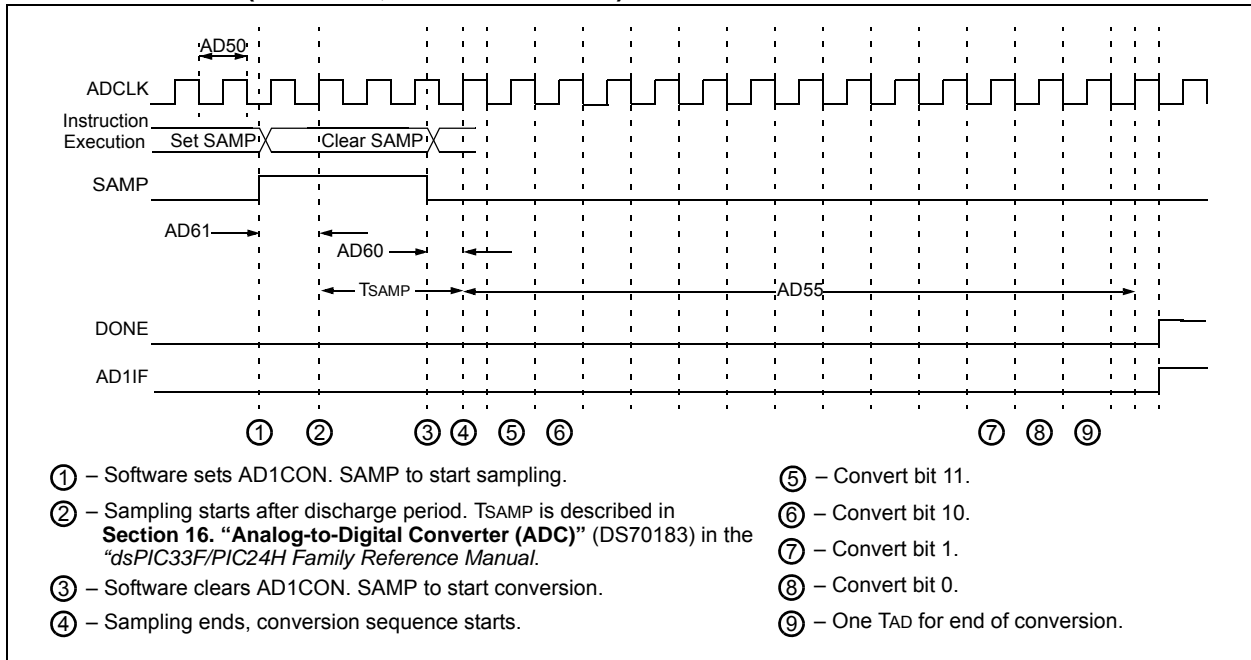 AD50
ADCLK
Instruction
Execution
Set SAMP
Clear SAMP
SAMP
AD61
AD60
TSAMP
AD55
DONE
AD1IF
1 2 3 4 5 6 7 8 9
1 – Software sets AD1CON. SAMP to start sampling.
2 – Sampling starts after discharge period. TSAMP is described in
Section 16. “Analog-to-Digital Converter (ADC)” (DS70183) in the
“dsPIC33F/PIC24H Family Reference Manual.
3 – Software clears AD1CON. SAMP to start conversion.
4 – Sampling ends, conversion sequence starts.
5 – Convert bit 11.
6 – Convert bit 10.
7 – Convert bit 1.
8 – Convert bit 0.
9 – One TAD for end of conversion.